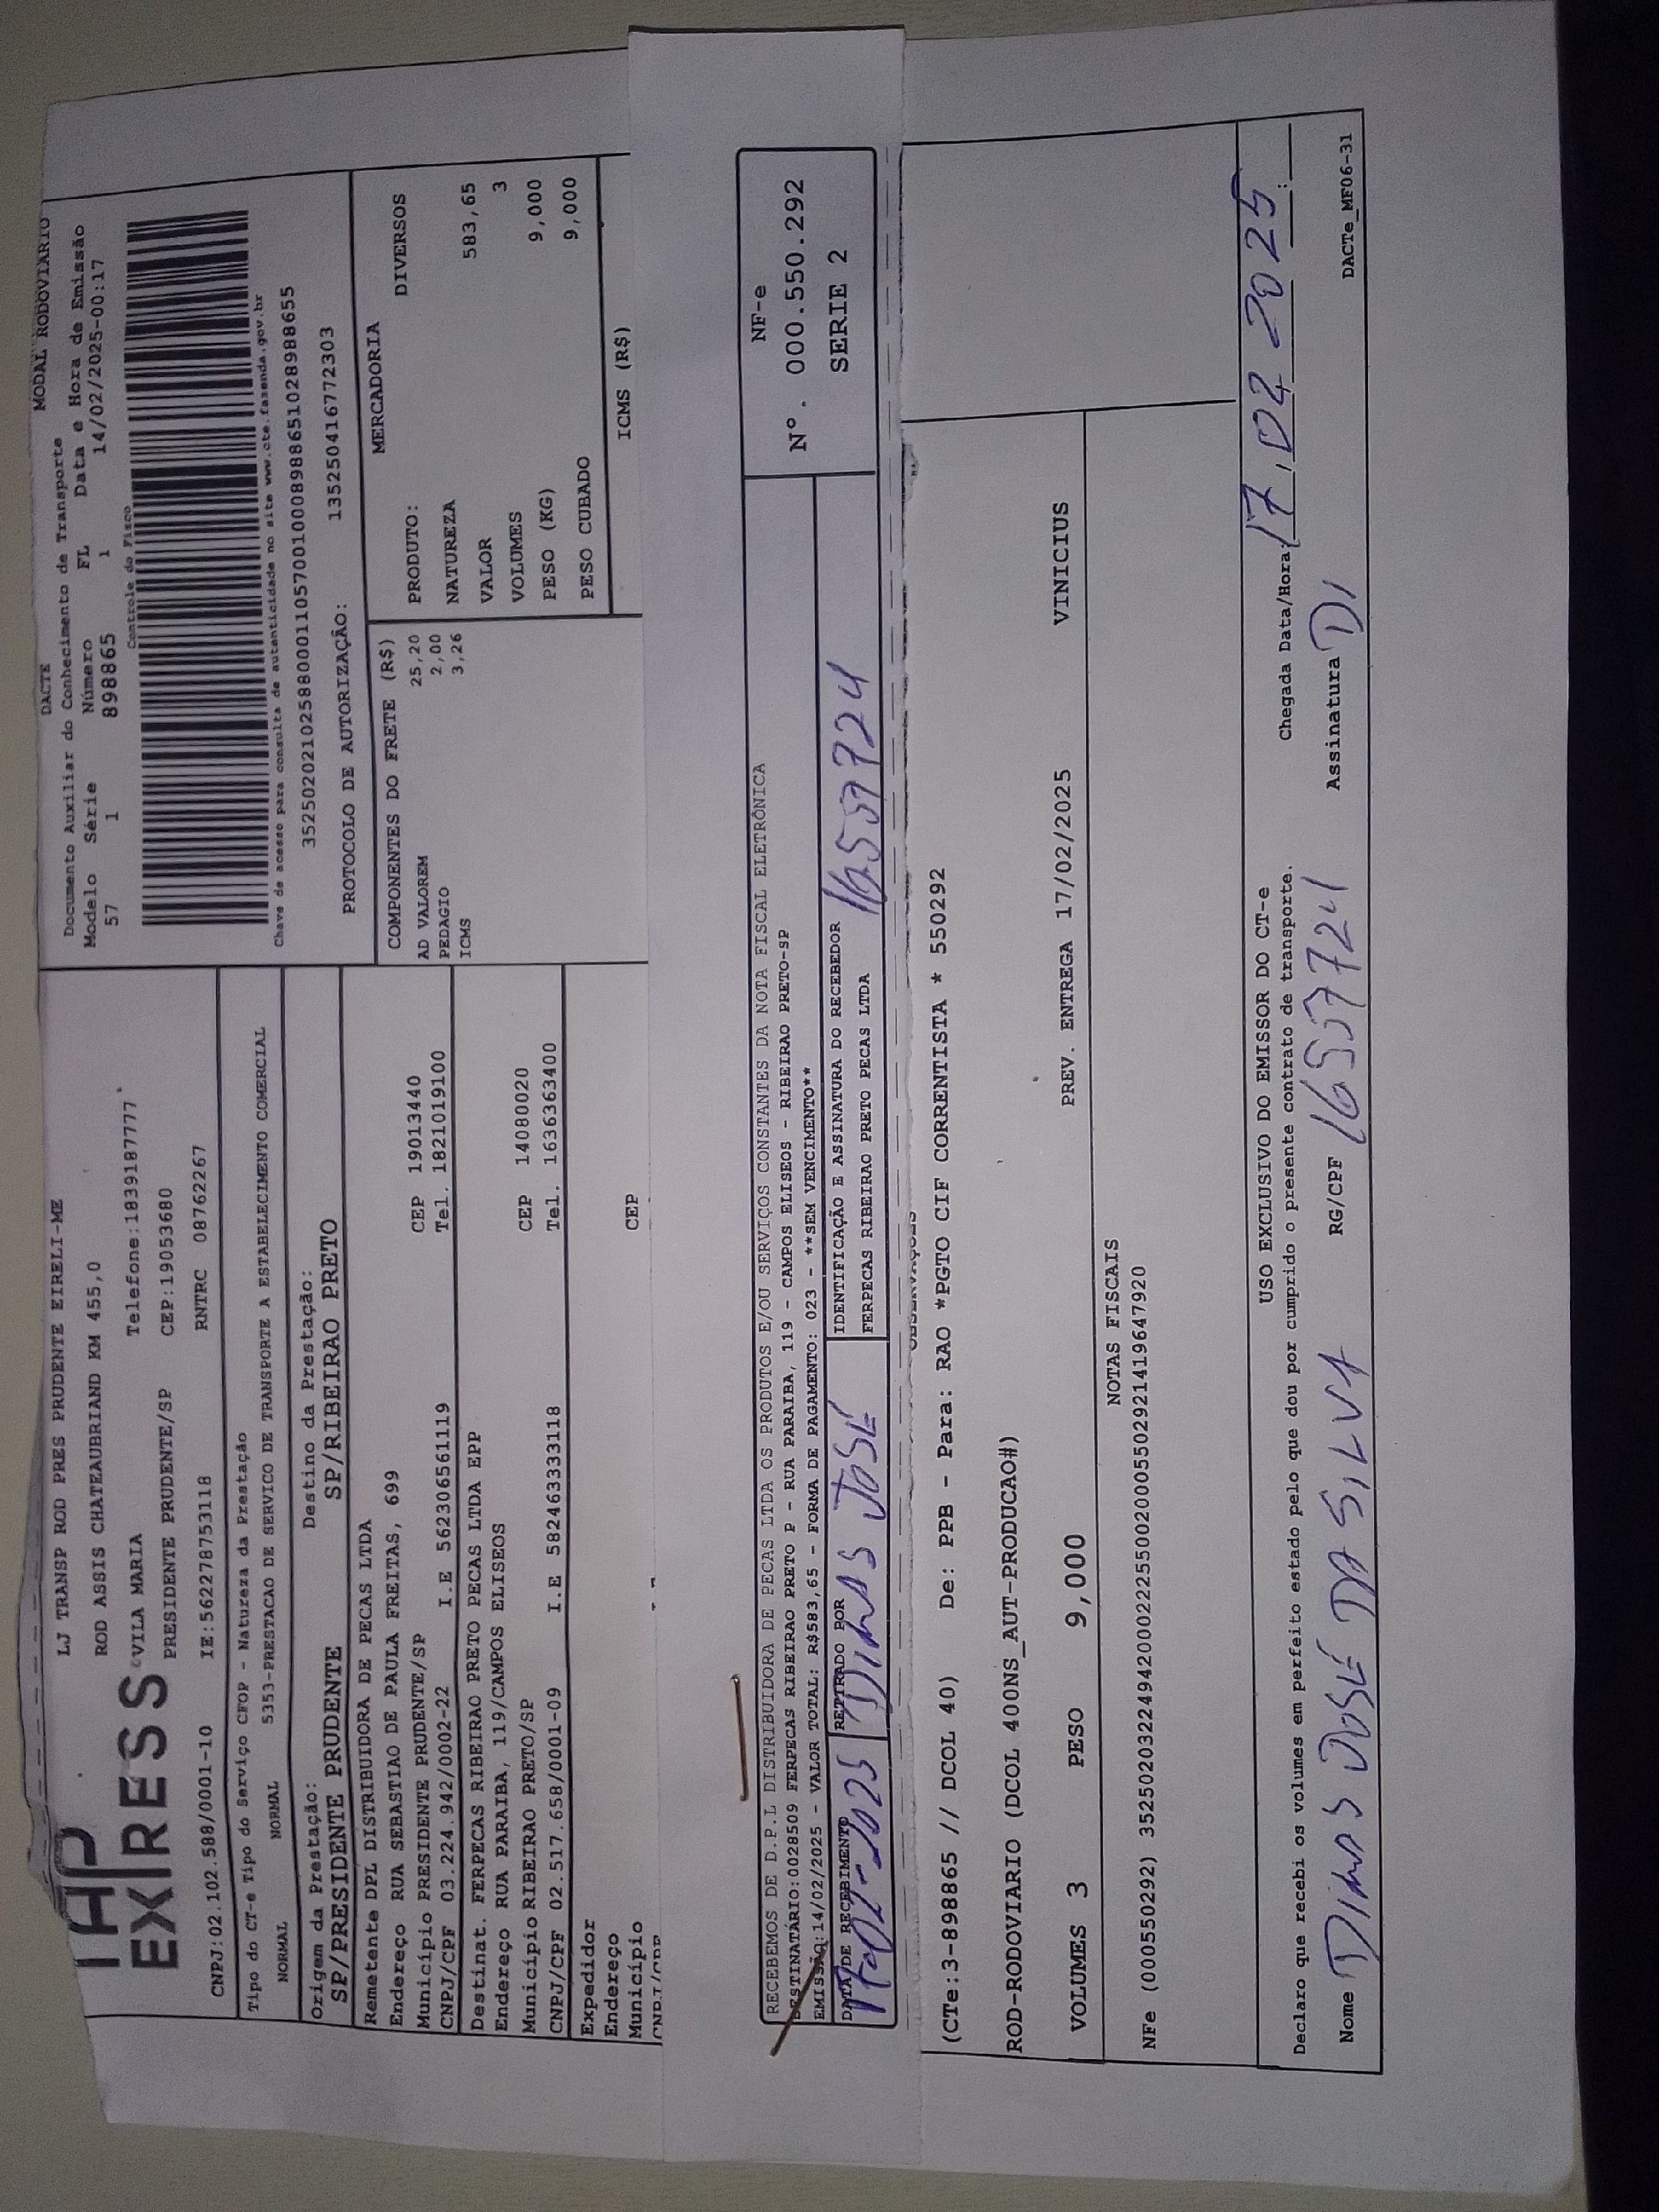 MODAL RODOVIARIO
DACTE
Documento Auxiliar do Conhecimento de Transporte
Modelo Série Número FL Data e Hora de Emissão
57 1 898865 1 14/02/2025-00:17
Controle do Fisco
Chave de acesso para consulta de autenticidade no site www.cte.fazenda.gov.br
35250202102588000110570010008988651028988655
PROTOCOLO DE AUTORIZAÇÃO: 135250416772303
EXPRESS
LJ TRANSP ROD PRES PRUDENTE EIRELI-ME
ROD ASSIS CHATEAUBRIAND KM 455,0
VILA MARIA Telefone:1839187777
PRESIDENTE PRUDENTE/SP CEP:19053680
CNPJ:02.102.588/0001-10 IE:562278753118 RNTRC 08762267
Tipo do CT-e Tipo do Serviço CFOP - Natureza da Prestação
NORMAL NORMAL 5353-PRESTACAO DE SERVICO DE TRANSPORTE A ESTABELECIMENTO COMERCIAL
Origem da Prestação: Destino da Prestação:
SP/PRESIDENTE PRUDENTE SP/RIBEIRAO PRETO
Remetente DPL DISTRIBUIDORA DE PECAS LTDA
Endereço RUA SEBASTIAO DE PAULA FREITAS, 699
Município PRESIDENTE PRUDENTE/SP CEP 19013440
CNPJ/CPF 03.224.942/0002-22 I.E 562306561119 Tel. 1821019100
Destinat. FERPECAS RIBEIRAO PRETO PECAS LTDA EPP
Endereço RUA PARAIBA, 119/CAMPOS ELISEOS
Município RIBEIRAO PRETO/SP CEP 14080020
CNPJ/CPF 02.517.658/0001-09 I.E 582463333118 Tel. 1636363400
Expedidor
Endereço
Município CEP
CNPJ/CPF
COMPONENTES DO FRETE (R$)
AD VALOREM 25,20
PEDAGIO 2,00
ICMS 3,26
MERCADORIA
PRODUTO: DIVERSOS
NATUREZA
VALOR 583,65
VOLUMES 3
PESO (KG) 9,000
PESO CUBADO 9,000
ICMS (R$)
RECEBEMOS DE D.P.L DISTRIBUIDORA DE PECAS LTDA OS PRODUTOS E/OU SERVIÇOS CONSTANTES DA NOTA FISCAL ELETRÔNICA
DESTINATÁRIO:0028509 FERPECAS RIBEIRAO PRETO P - RUA PARAIBA, 119 - CAMPOS ELISEOS - RIBEIRAO PRETO-SP
EMISSÃO:14/02/2025 - VALOR TOTAL: R$583,65 - FORMA DE PAGAMENTO: 023 - **SEM VENCIMENTO**
DATA DE RECEBIMENTO RETIRADO POR IDENTIFICAÇÃO E ASSINATURA DO RECEBEDOR
Dimas José FERPECAS RIBEIRAO PRETO PECAS LTDA 16537724
NF-e
Nº. 000.550.292
SERIE 2
OBSERVAÇÕES
(CTe:3-898865 // DCOL 40) De: PPB - Para: RAO *PGTO CIF CORRENTISTA * 550292
ROD-RODOVIARIO (DCOL 400NS_AUT-PRODUCAO#)
VOLUMES 3 PESO 9,000 PREV. ENTREGA 17/02/2025 VINICIUS
NOTAS FISCAIS
NFe (000550292) 35250203224942000222550020005502921419647920
USO EXCLUSIVO DO EMISSOR DO CT-e
Declaro que recebi os volumes em perfeito estado pelo que dou por cumprido o presente contrato de transporte. Chegada Data/Hora: 17,02 2025 :
Nome Dimas José DA SILVA RG/CPF 16537724 Assinatura Di
DACTe_MF06-31